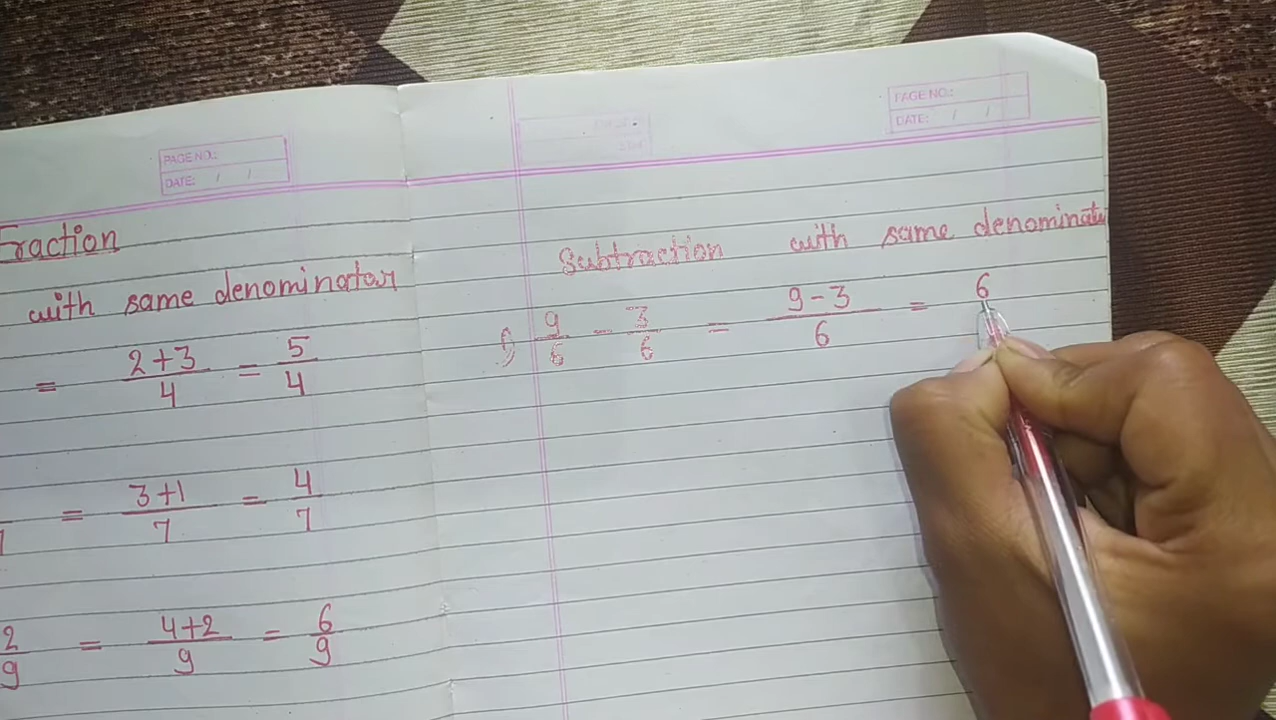 PAGE NO.:
DATE: / /
Fraction
with same denominator
= 2+3/4 = 5/4
= 3+1/7 = 4/7
2/9 = 4+2/9 = 6/9
PAGE NO.:
DATE: / /
Subtraction with same denominato
1) 9/6 - 3/6 = 9-3/6 = 6